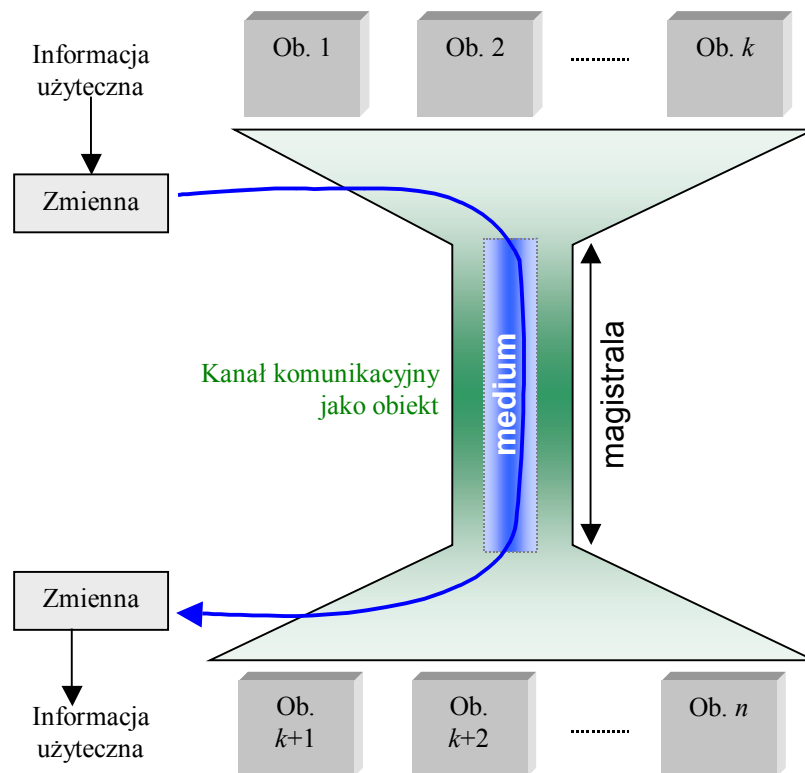 Informacja
użyteczna
Ob. 1
Ob. 2
Ob. k
Zmienna
Kanał komunikacyjny
jako obiekt
medium
magistrala
Zmienna
Informacja
użyteczna
Ob.
k+1
Ob.
k+2
Ob. n